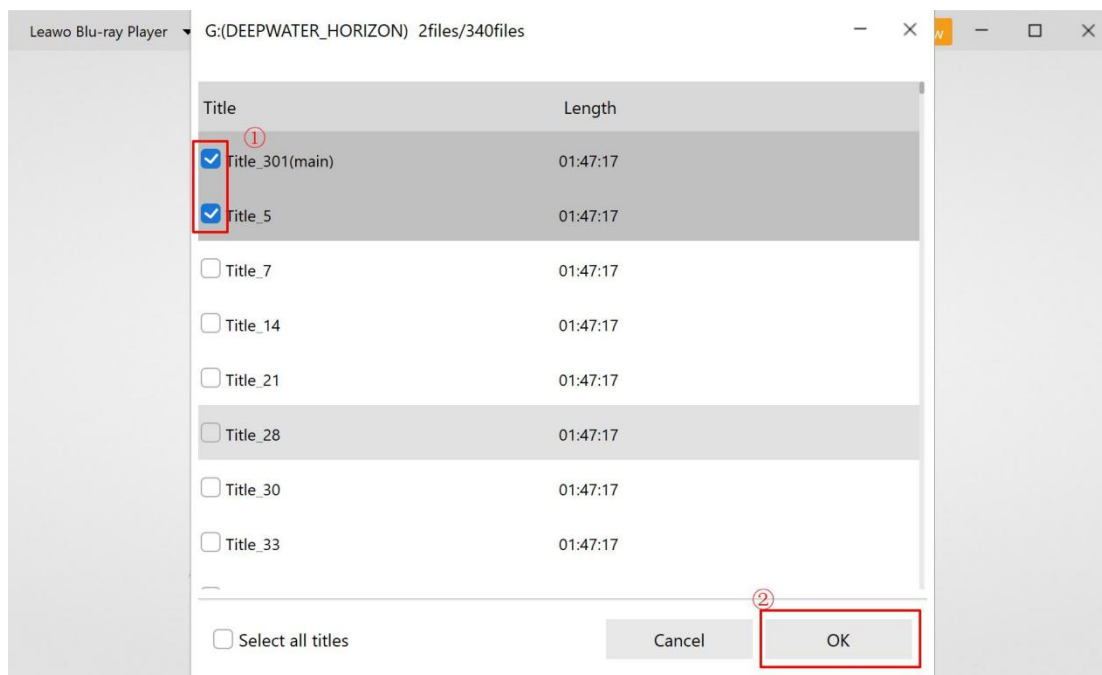 Leawo Blu-ray Player
G:(DEEPWATER_HORIZON) 2files/340files
Title Length
①
Title_301(main) 01:47:17
Title_5 01:47:17
Title_7 01:47:17
Title_14 01:47:17
Title_21 01:47:17
Title_28 01:47:17
Title_30 01:47:17
Title_33 01:47:17
②
Select all titles Cancel OK